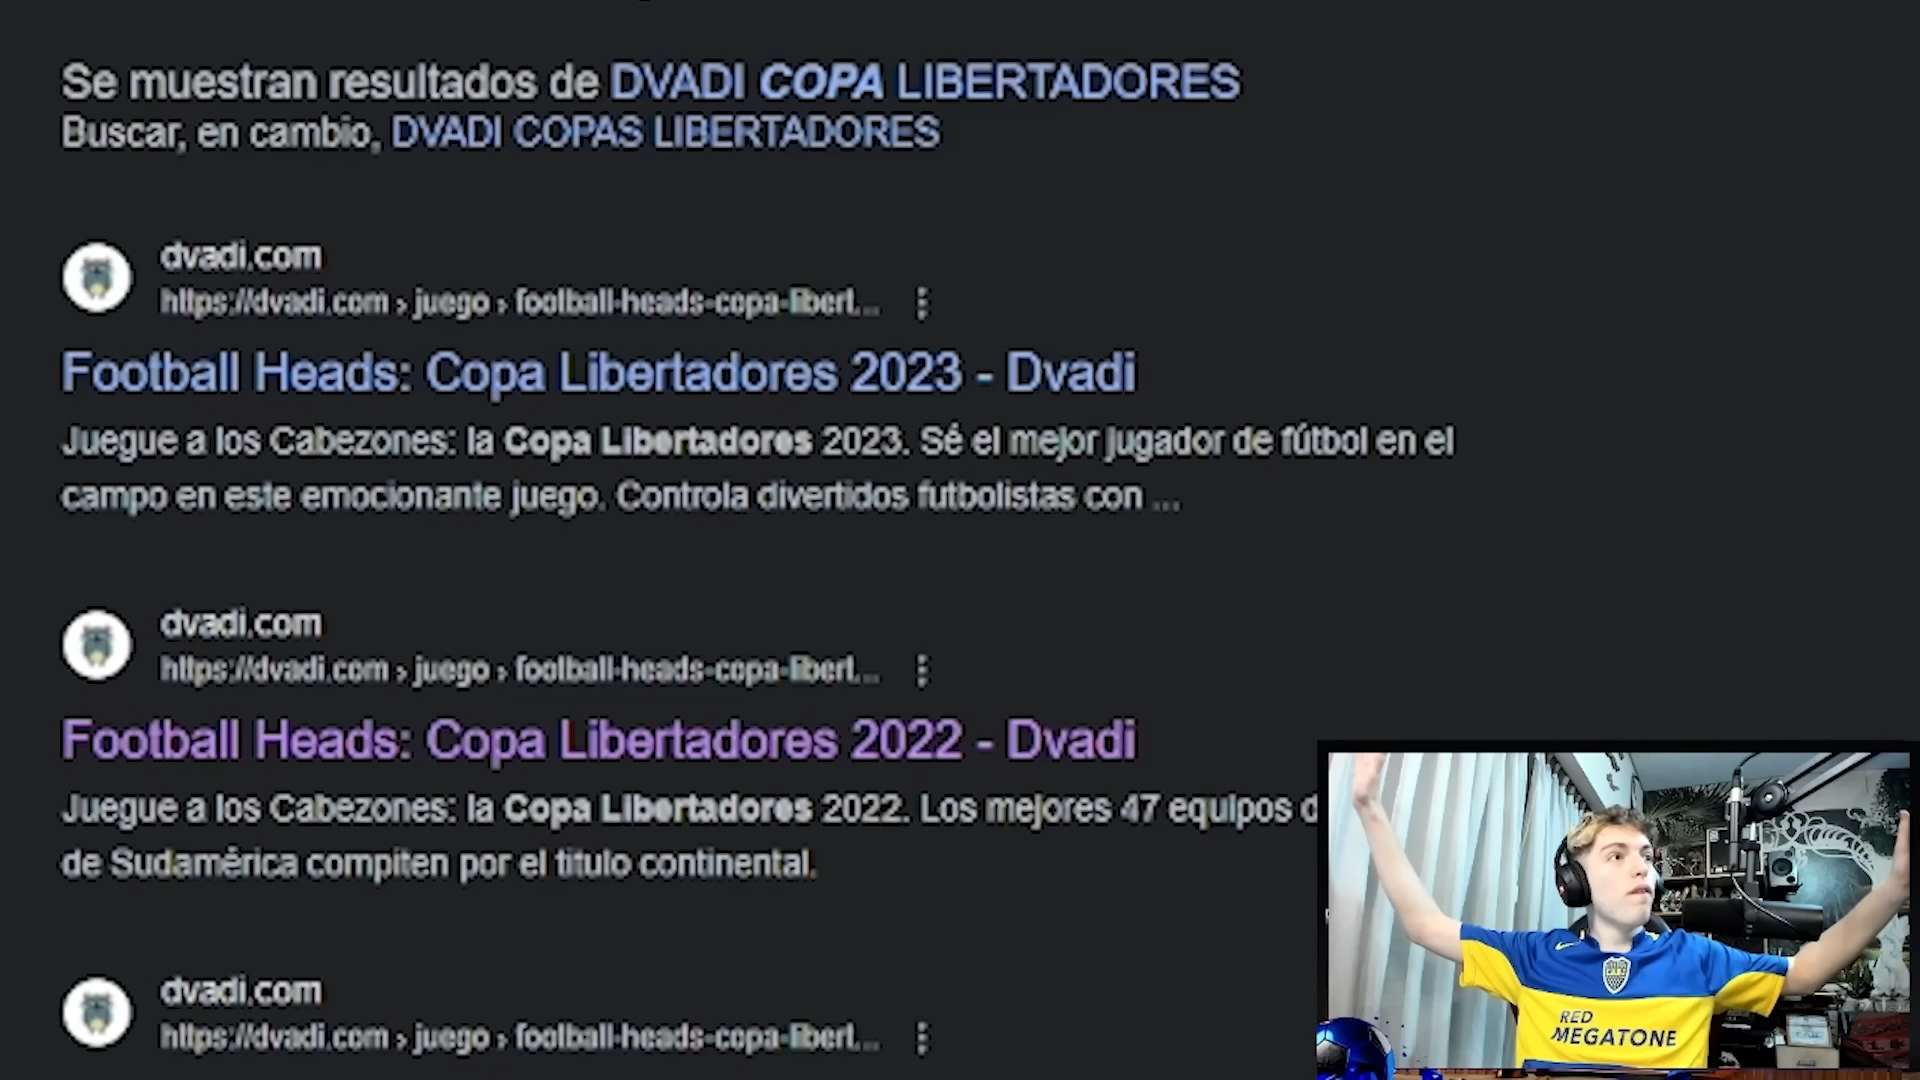 Se muestran resultados de DVADI COPA LIBERTADORES
Buscar, en cambio, DVADI COPAS LIBERTADORES
dvadi.com
https://dvadi.com › juego › football-heads-copa-libert...
Football Heads: Copa Libertadores 2023 - Dvadi
Juegue a los Cabezones: la Copa Libertadores 2023. Sé el mejor jugador de fútbol en el
campo en este emocionante juego. Controla divertidos futbolistas con ...
dvadi.com
https://dvadi.com › juego › football-heads-copa-libert...
Football Heads: Copa Libertadores 2022 - Dvadi
Juegue a los Cabezones: la Copa Libertadores 2022. Los mejores 47 equipos
de Sudamérica compiten por el título continental.
dvadi.com
https://dvadi.com › juego › football-heads-copa-libert...
RED
MEGATONE